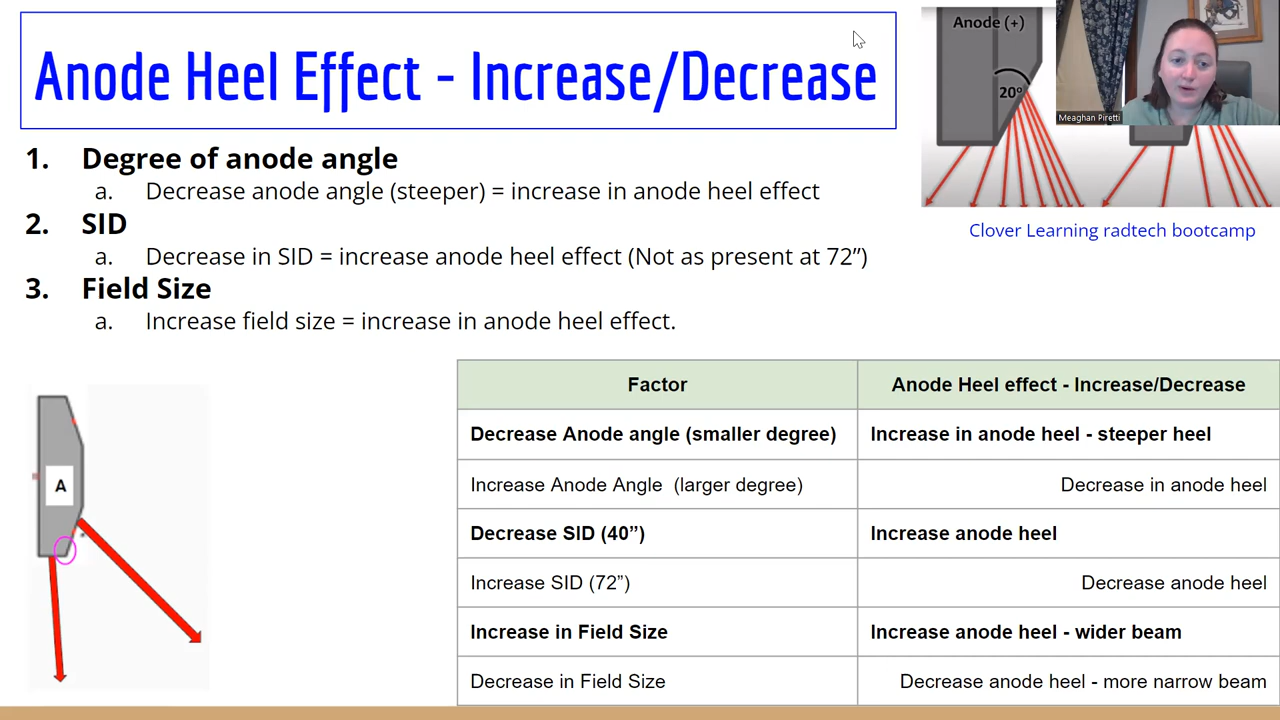 Anode Heel Effect - Increase/Decrease
1. Degree of anode angle
a. Decrease anode angle (steeper) = increase in anode heel effect
2. SID
a. Decrease in SID = increase anode heel effect (Not as present at 72”)
3. Field Size
a. Increase field size = increase in anode heel effect.
Anode (+)
20º
Meaghan Piretti
Clover Learning radtech bootcamp
A
Factor Anode Heel effect - Increase/Decrease
Decrease Anode angle (smaller degree) Increase in anode heel - steeper heel
Increase Anode Angle (larger degree) Decrease in anode heel
Decrease SID (40”) Increase anode heel
Increase SID (72”) Decrease anode heel
Increase in Field Size Increase anode heel - wider beam
Decrease in Field Size Decrease anode heel - more narrow beam